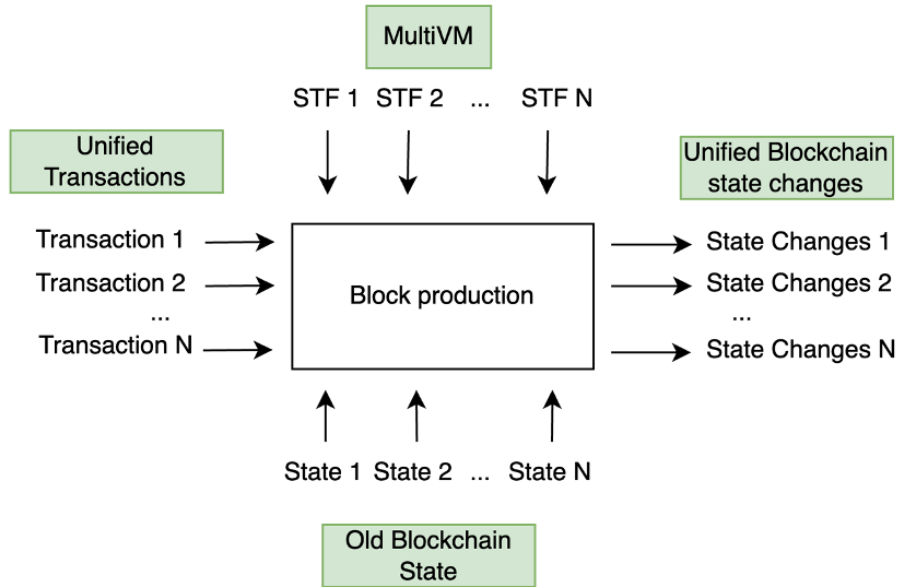 MultiVM
STF 1 STF 2 ... STF N
Unified
Transactions
Unified Blockchain
state changes
Transaction 1
Transaction 2
...
Transaction N
Block production
State Changes 1
State Changes 2
...
State Changes N
State 1 State 2 ... State N
Old Blockchain
State